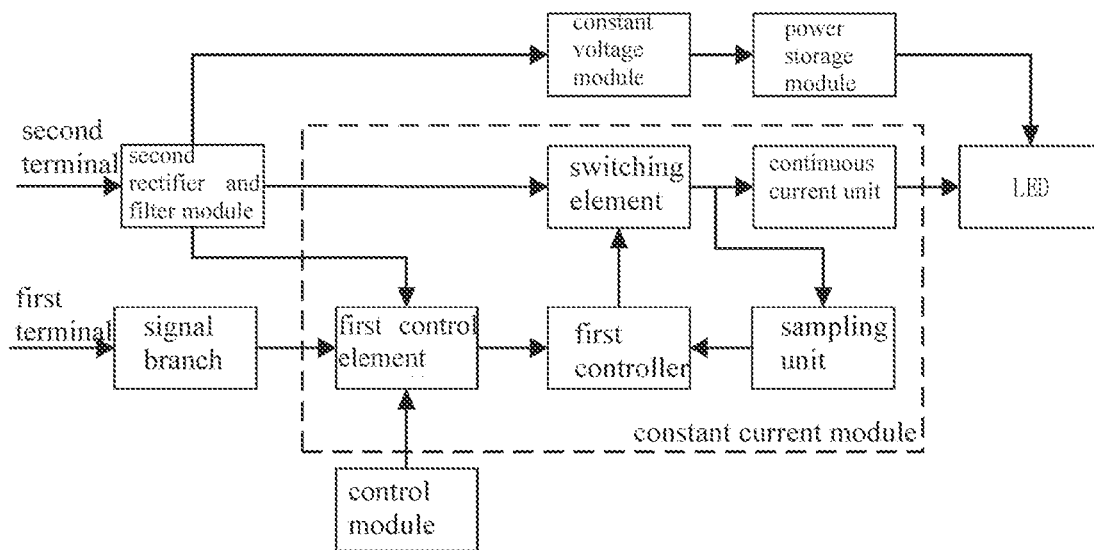 constant
voltage
module
power
storage
module
second
terminal
second
rectifier and
filter module
switching
element
continuous
current unit
LED
first
terminal
signal
branch
first control
element
first
controller
sampling
unit
constant current module
control
module